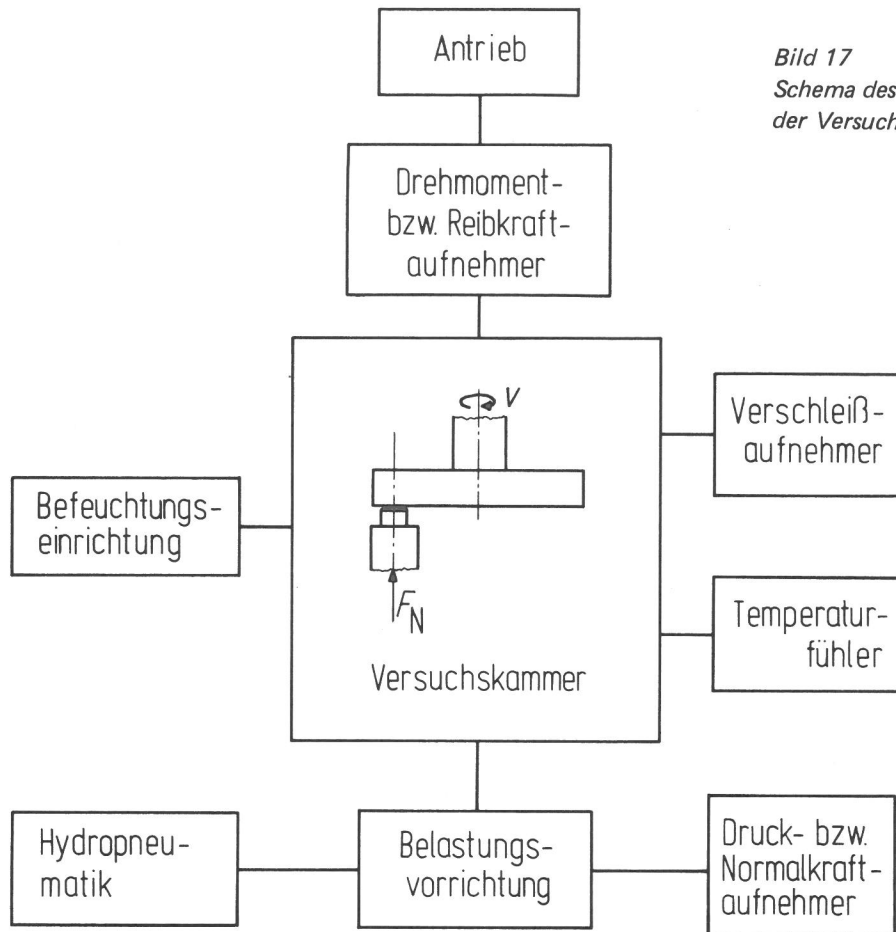 Antrieb
Bild 17
Schema des
der Versuch
Drehmoment-
bzw. Reibkraft-
aufnehmer
V
Verschleiß-
aufnehmer
Befeuchtungs-
einrichtung
F_N
Temperatur-
fühler
Versuchskammer
Hydropneu-
matik
Belastungs-
vorrichtung
Druck- bzw.
Normalkraft-
aufnehmer